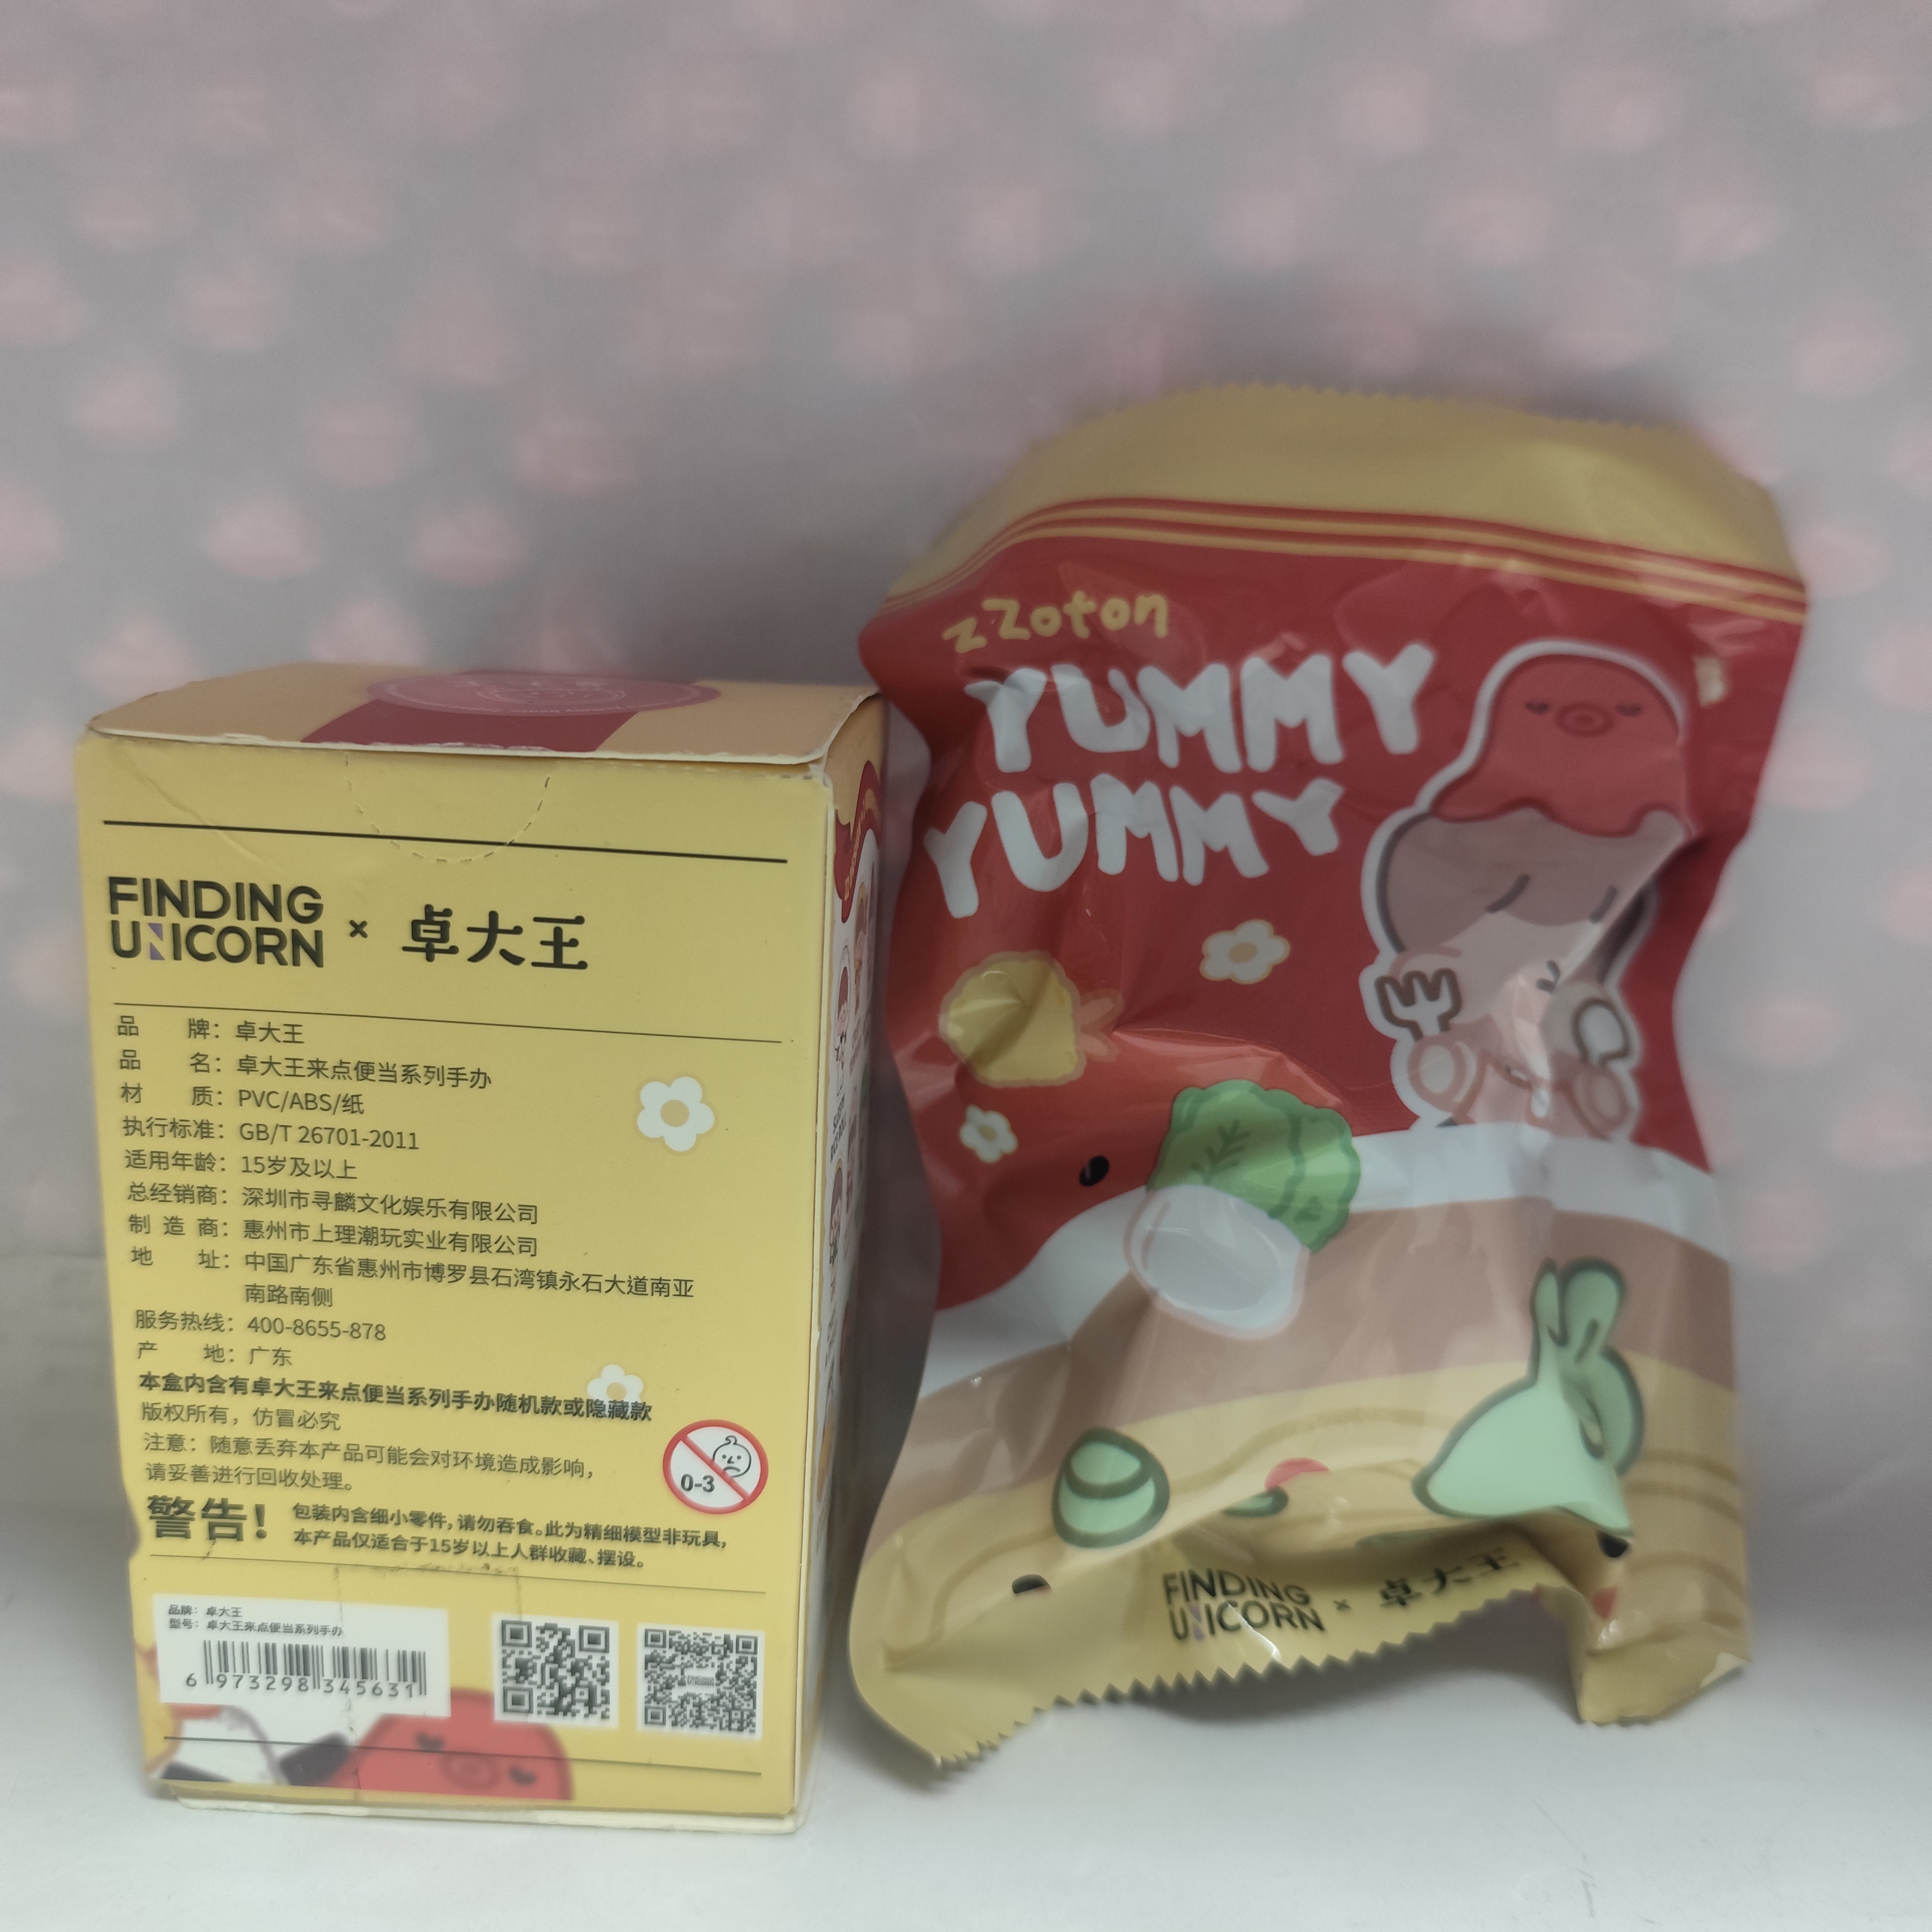 FINDING
UNICORN × 卓大王
品 牌：卓大王
品 名：卓大王来点便当系列手办
材 质：PVC/ABS/纸
执行标准：GB/T 26701-2011
适用年龄：15岁及以上
总经销商：深圳市寻麟文化娱乐有限公司
制造商：惠州市上理潮玩实业有限公司
地 址：中国广东省惠州市博罗县石湾镇永石大道南亚
南路南侧
服务热线：400-8655-878
产 地：广东
本盒内含有卓大王来点便当系列手办随机款或隐藏款
版权所有，仿冒必究
注意：随意丢弃本产品可能会对环境造成影响，
请妥善进行回收处理。
0-3
警告！
包装内含细小零件，请勿吞食。此为精细模型非玩具，
本产品仅适合于15岁以上人群收藏、摆设。
品牌：卓大王
型号：卓大王来点便当系列手办
6 973298 345631
zZoton
YUMMY
YUMMY
FINDING
UNICORN × 卓大王